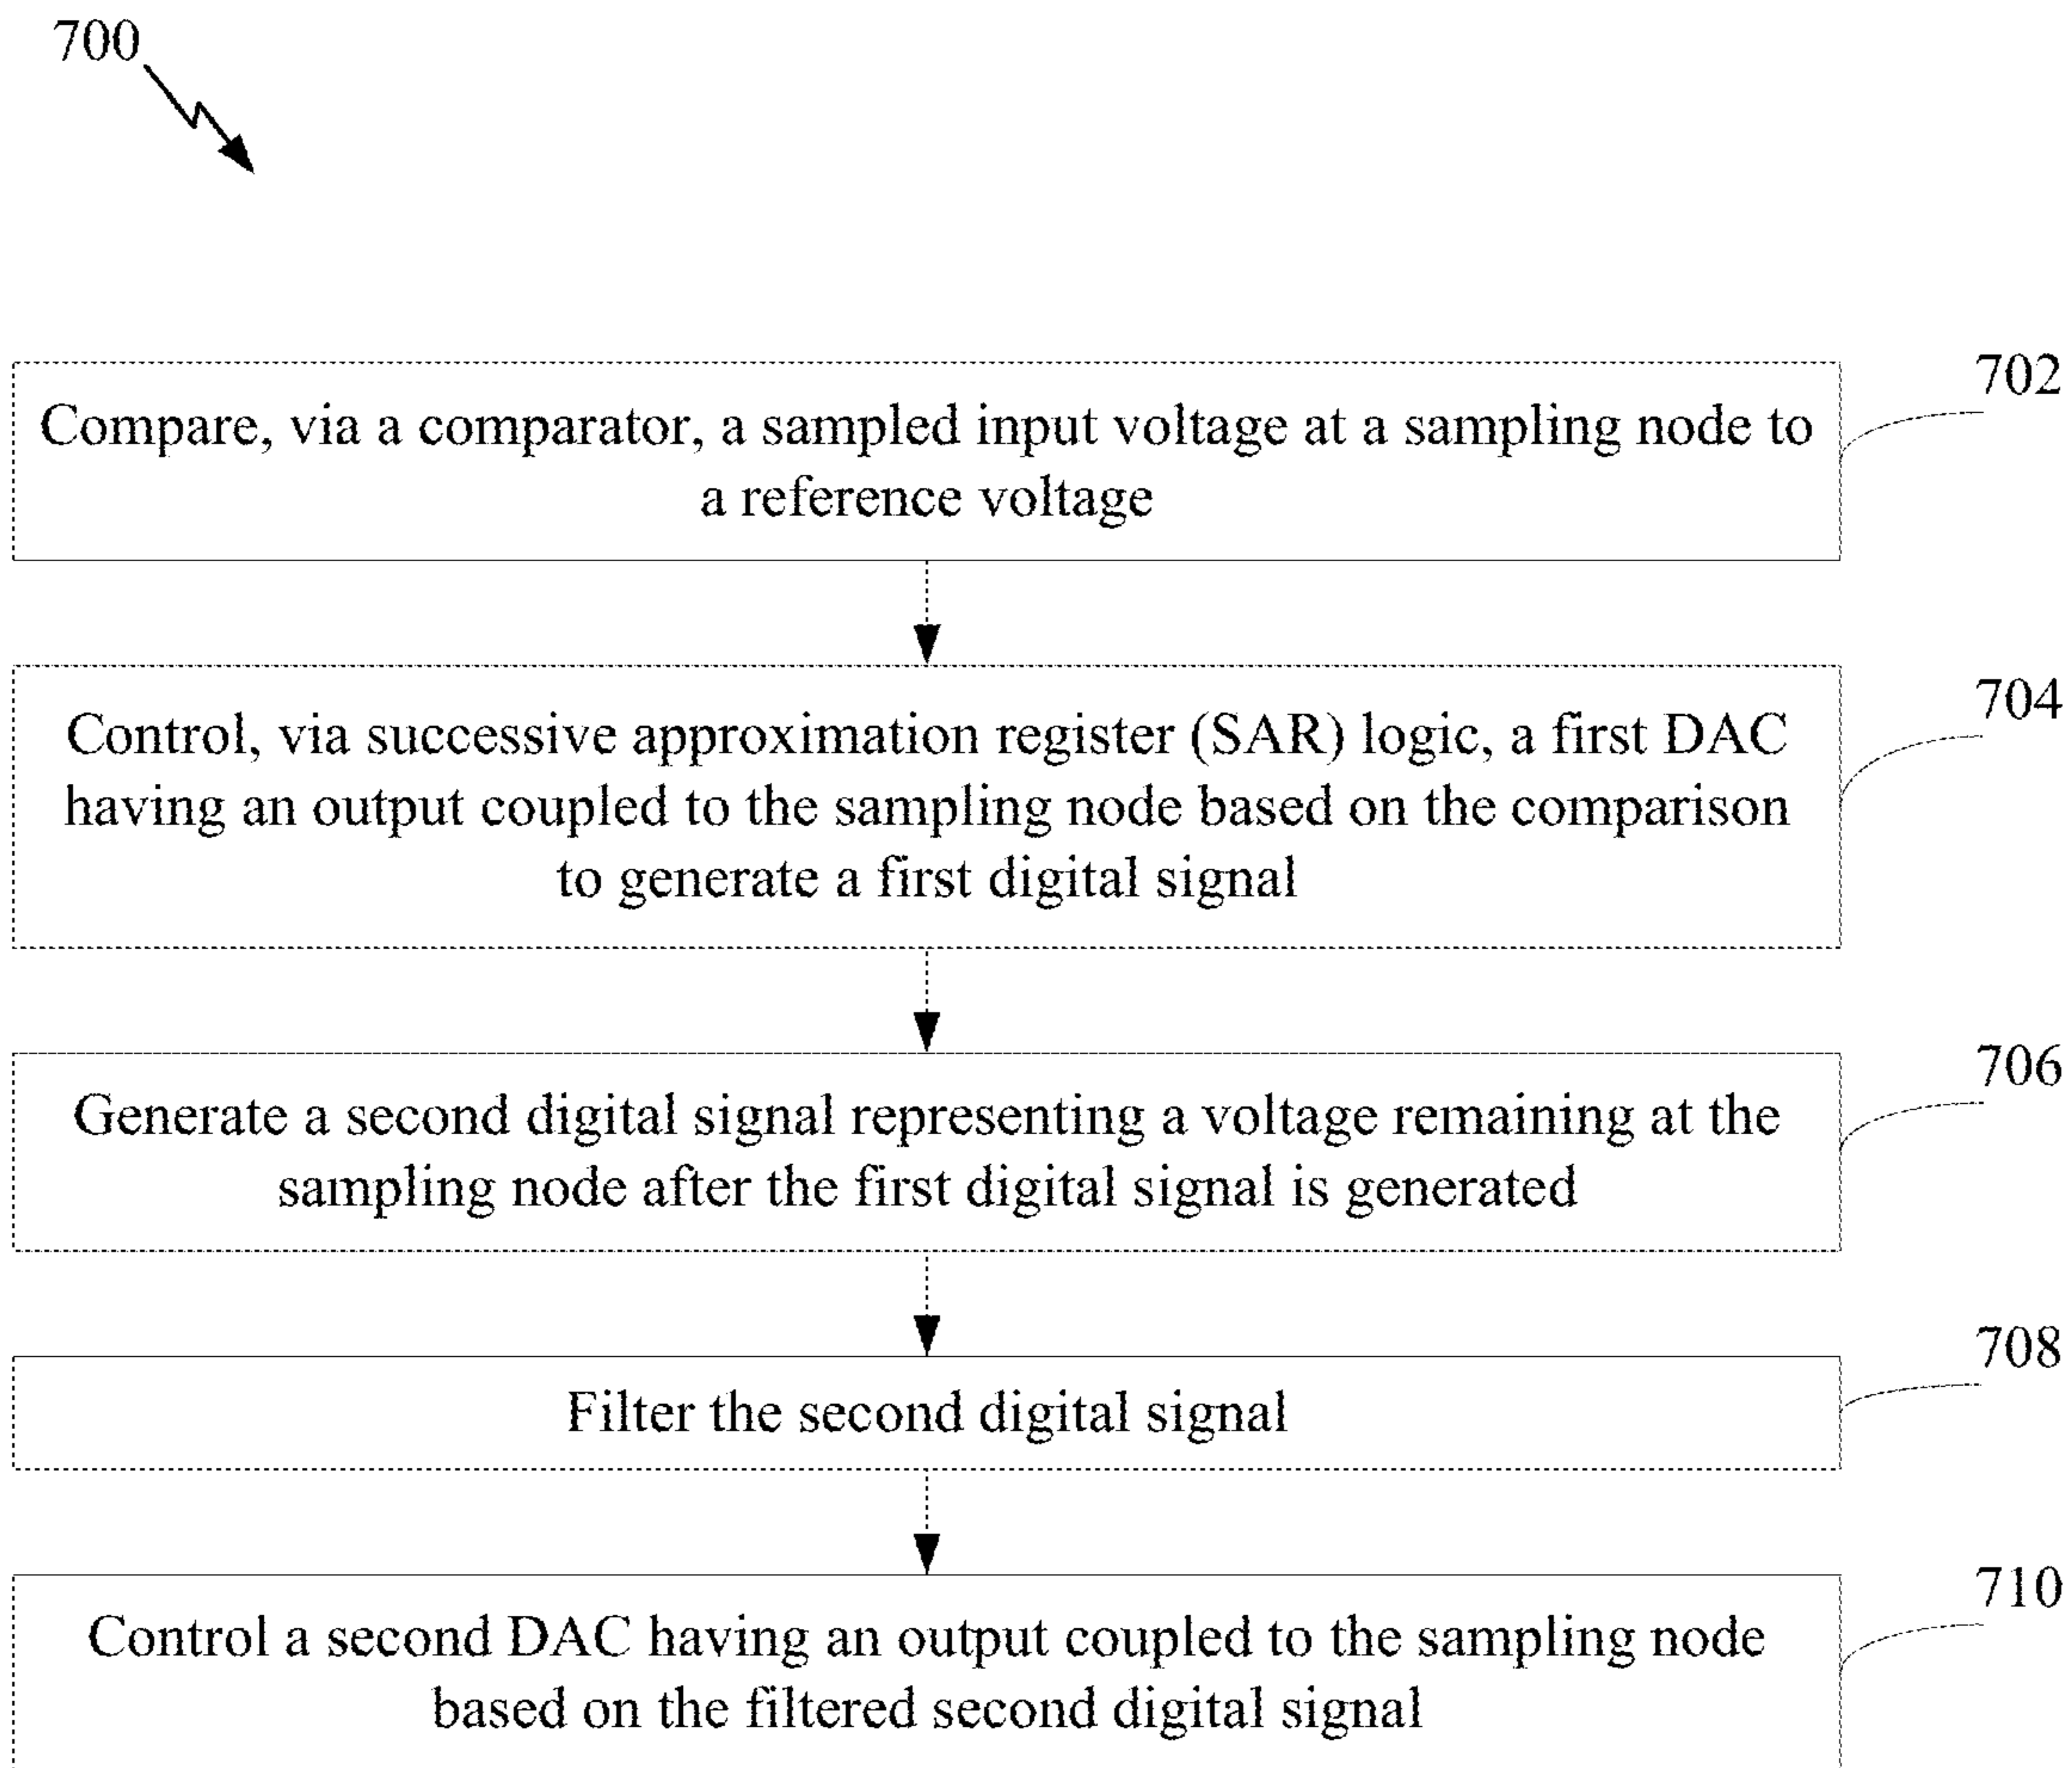 700
702
Compare, via a comparator, a sampled input voltage at a sampling node to
a reference voltage
704
Control, via successive approximation register (SAR) logic, a first DAC
having an output coupled to the sampling node based on the comparison
to generate a first digital signal
706
Generate a second digital signal representing a voltage remaining at the
sampling node after the first digital signal is generated
708
Filter the second digital signal
710
Control a second DAC having an output coupled to the sampling node
based on the filtered second digital signal